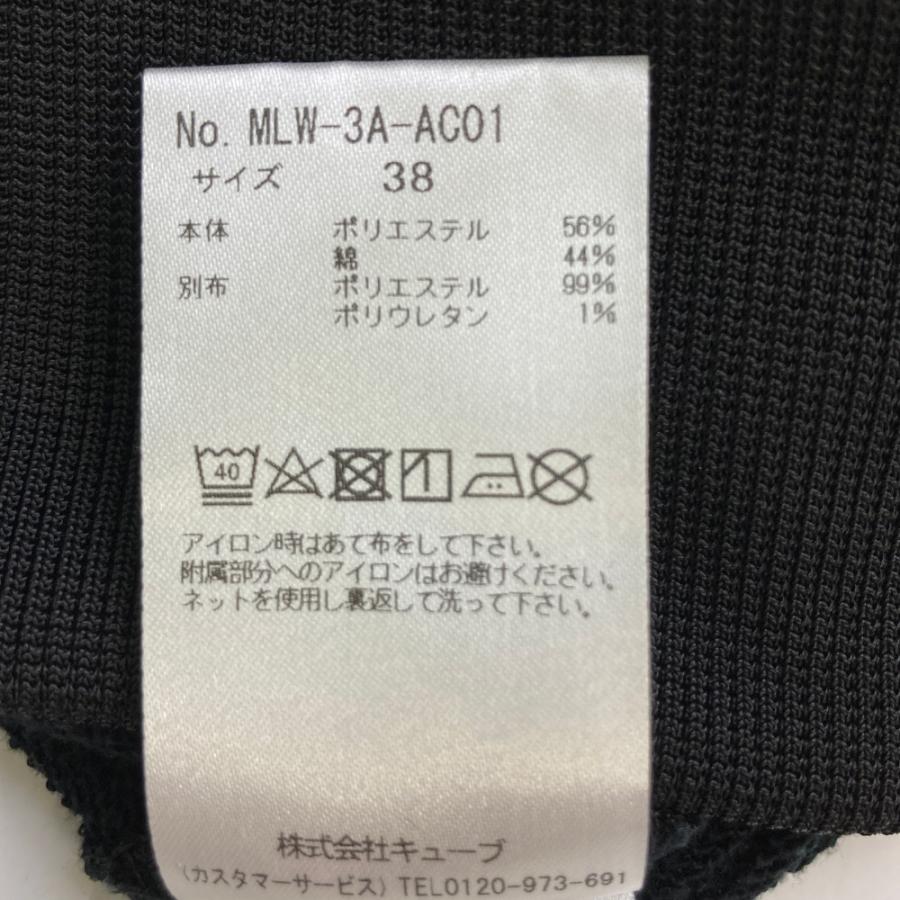 No. MLW-3A-AC01
サイズ 38
本体 ポリエステル 56%
綿 44%
別布 ポリエステル 99%
ポリウレタン 1%
40
アイロン時はあて布をして下さい。
附属部分へのアイロンはお避けください。
ネットを使用し裏返して洗って下さい。
株式会社キューブ
(カスタマーサービス) TEL0120-973-691